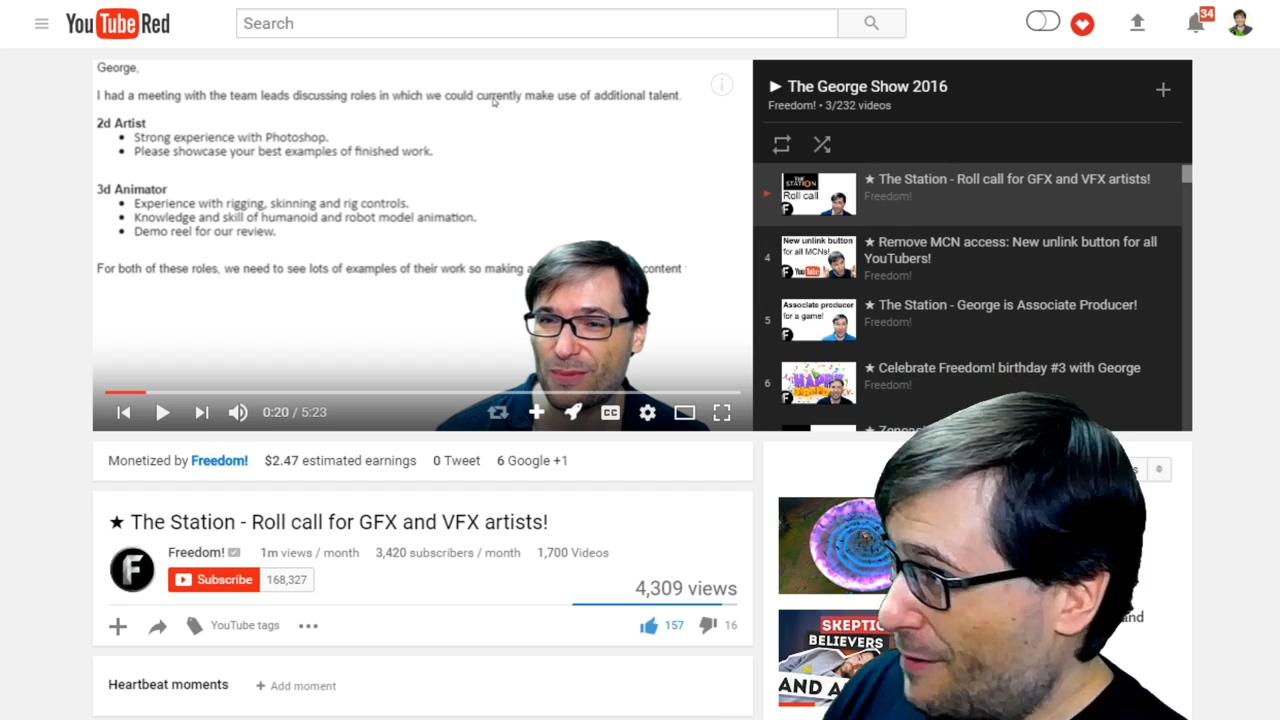 YouTube Red
Search
34
George,
I had a meeting with the team leads discussing roles in which we could currently make use of additional talent.
2d Artist
• Strong experience with Photoshop.
• Please showcase your best examples of finished work.
3d Animator
• Experience with rigging, skinning and rig controls.
• Knowledge and skill of humanoid and robot model animation.
• Demo reel for our review.
For both of these roles, we need to see lots of examples of their work so making content
0:20 / 5:23
CC
▶ The George Show 2016
Freedom! • 3/232 videos
THE STATION
Roll call
★ The Station - Roll call for GFX and VFX artists!
Freedom!
4
New unlink button
for all MCNs!
YouTube
★ Remove MCN access: New unlink button for all
YouTubers!
Freedom!
5
Associate producer
for a game!
★ The Station - George is Associate Producer!
Freedom!
6
HAPPY
★ Celebrate Freedom! birthday #3 with George
Freedom!
Monetized by Freedom! $2.47 estimated earnings 0 Tweet 6 Google +1
★ The Station - Roll call for GFX and VFX artists!
Freedom! 1m views / month 3,420 subscribers / month 1,700 Videos
Subscribe 168,327
4,309 views
YouTube tags
157 16
Heartbeat moments + Add moment
SKEPTIC
BELIEVERS
AND A
and